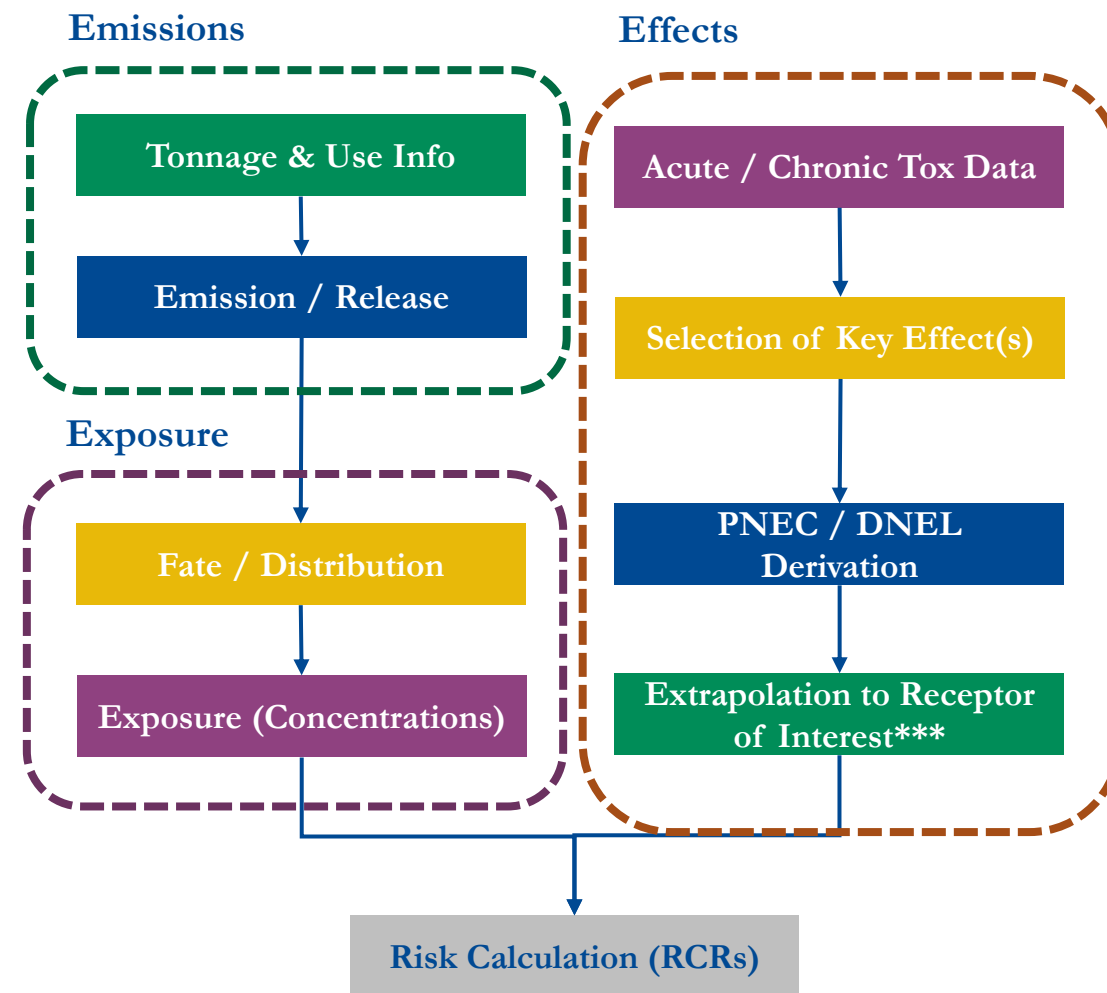 Emissions
Tonnage & Use Info
Emission / Release
Exposure
Fate / Distribution
Exposure (Concentrations)
Effects
Acute / Chronic Tox Data
Selection of Key Effect(s)
PNEC / DNEL
Derivation
Extrapolation to Receptor
of Interest***
Risk Calculation (RCRs)